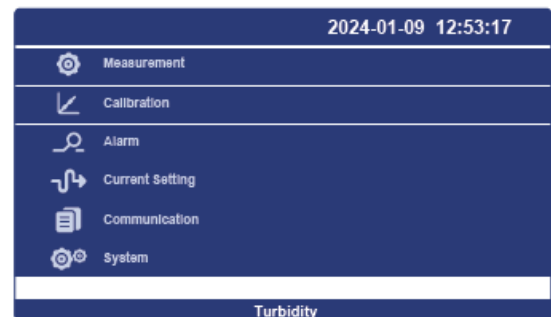 2024-01-09 12:53:17
Measurement
Calibration
Alarm
Current Setting
Communication
System
Turbidity